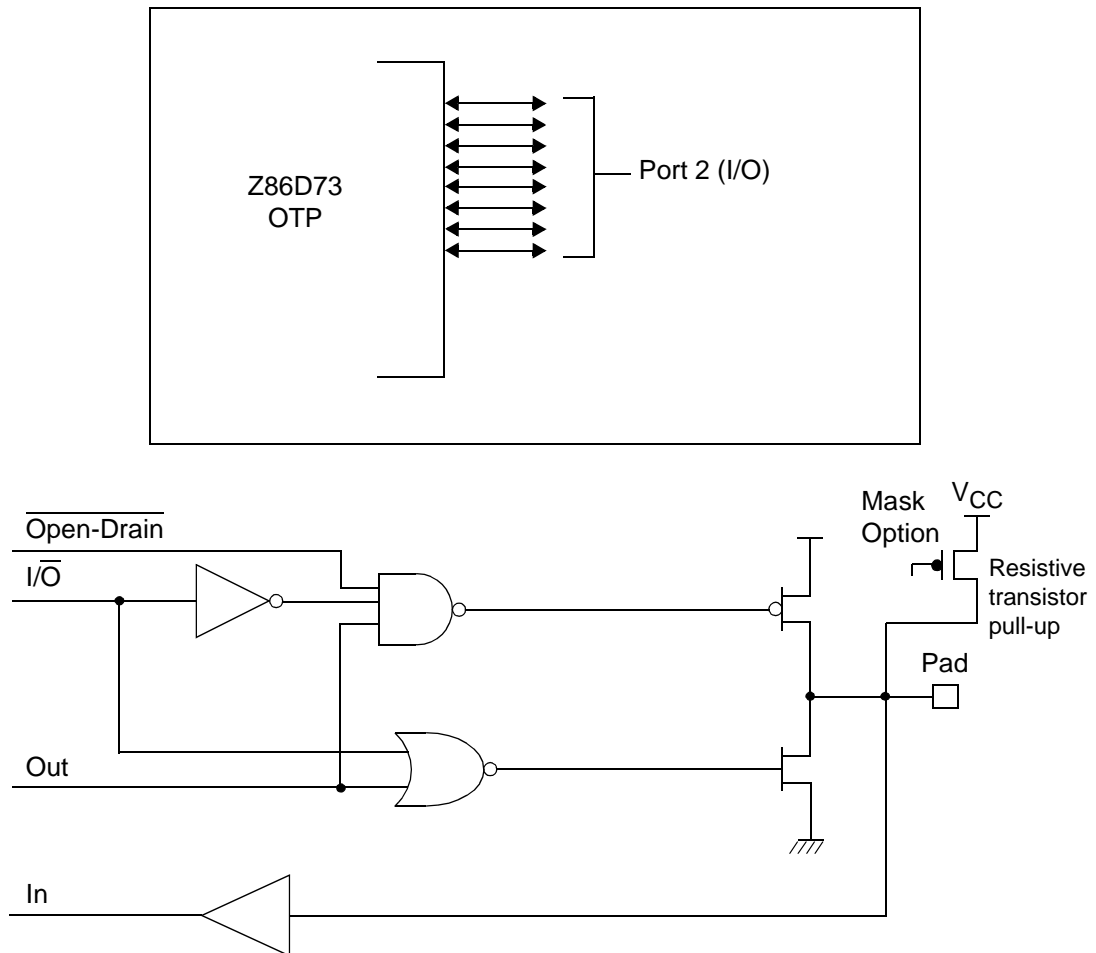 Z86D73
OTP
Port 2 (I/O)
Open-Drain
I/O
Out
In
Mask
Option
VCC
Resistive
transistor
pull-up
Pad